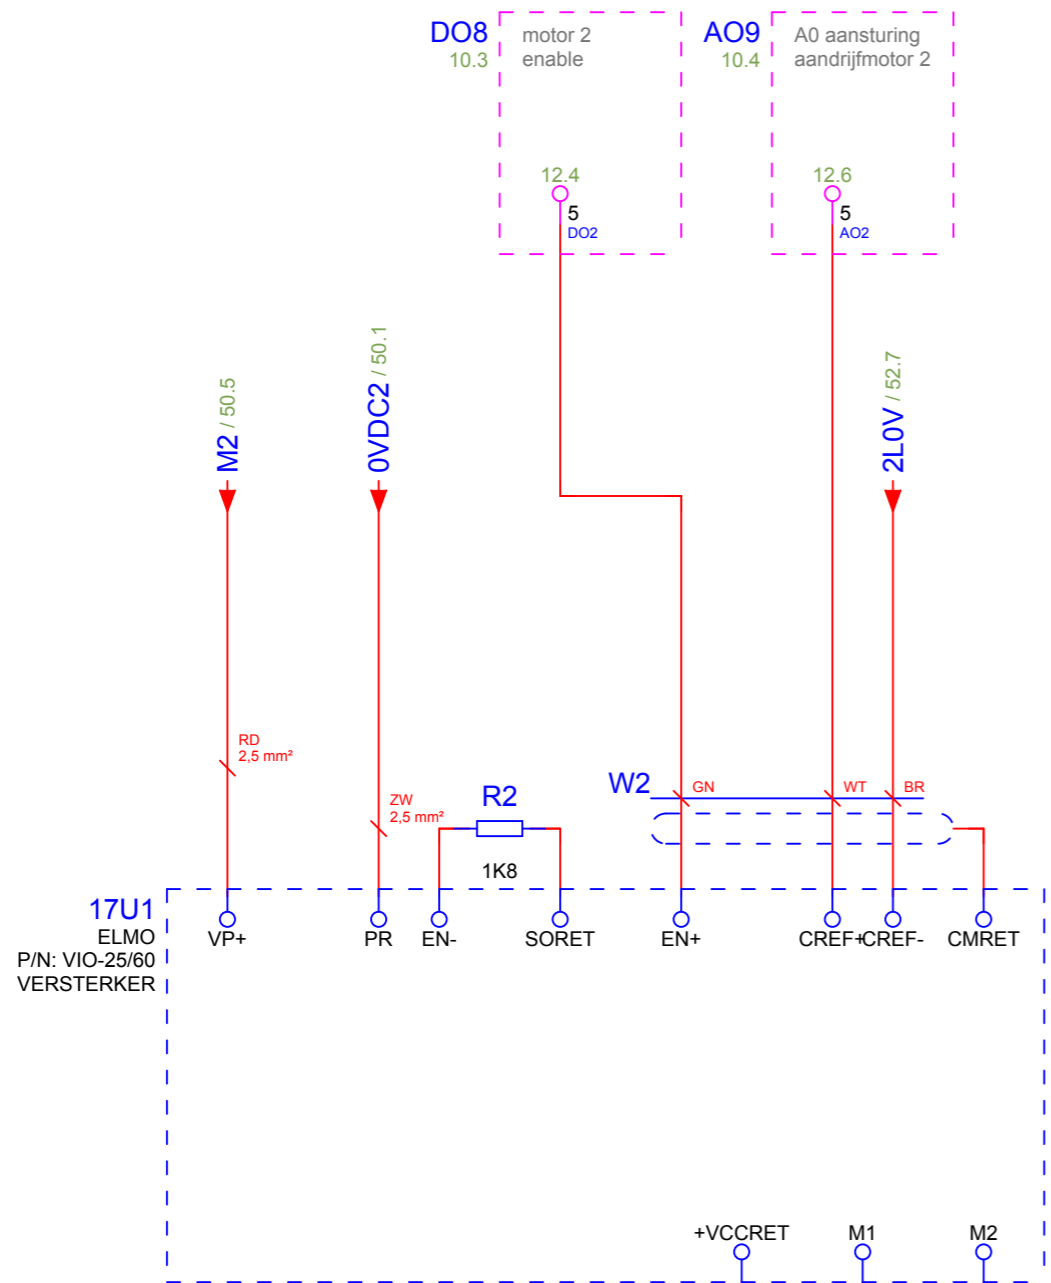 DO8
10.3
motor 2
enable
AO9
10.4
A0 aansturing
aandrijfmotor 2
12.4
5
DO2
12.6
5
AO2
M2 / 50.5
0VDC2 / 50.1
2L0V / 52.7
RD
2,5 mm²
ZW
2,5 mm²
R2
1K8
W2
GN
WT
BR
17U1
ELMO
P/N: VIO-25/60
VERSTERKER
VP+
PR
EN-
SORET
EN+
CREF+
CREF-
CMRET
+VCCRET
M1
M2